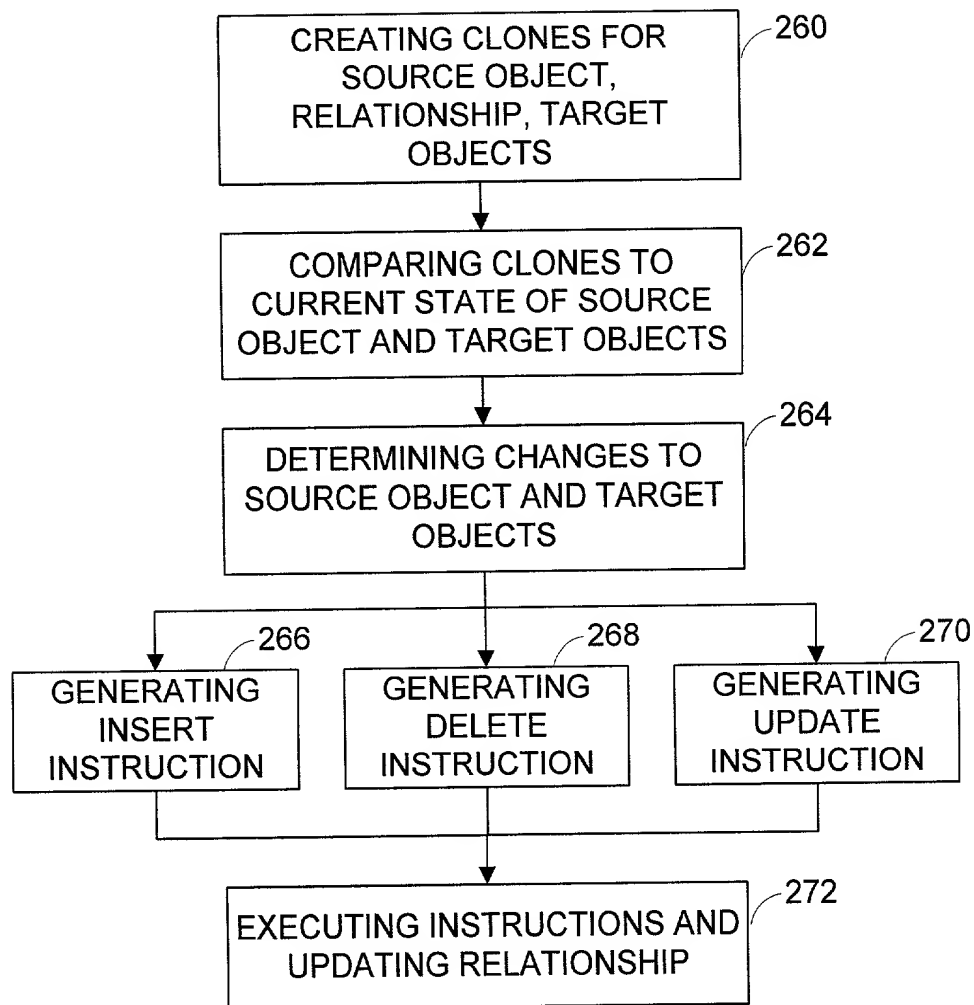 CREATING CLONES FOR
SOURCE OBJECT,
RELATIONSHIP, TARGET
OBJECTS
260
COMPARING CLONES TO
CURRENT STATE OF SOURCE
OBJECT AND TARGET OBJECTS
262
DETERMINING CHANGES TO
SOURCE OBJECT AND TARGET
OBJECTS
264
GENERATING
INSERT
INSTRUCTION
266
GENERATING
DELETE
INSTRUCTION
268
GENERATING
UPDATE
INSTRUCTION
270
EXECUTING INSTRUCTIONS AND
UPDATING RELATIONSHIP
272